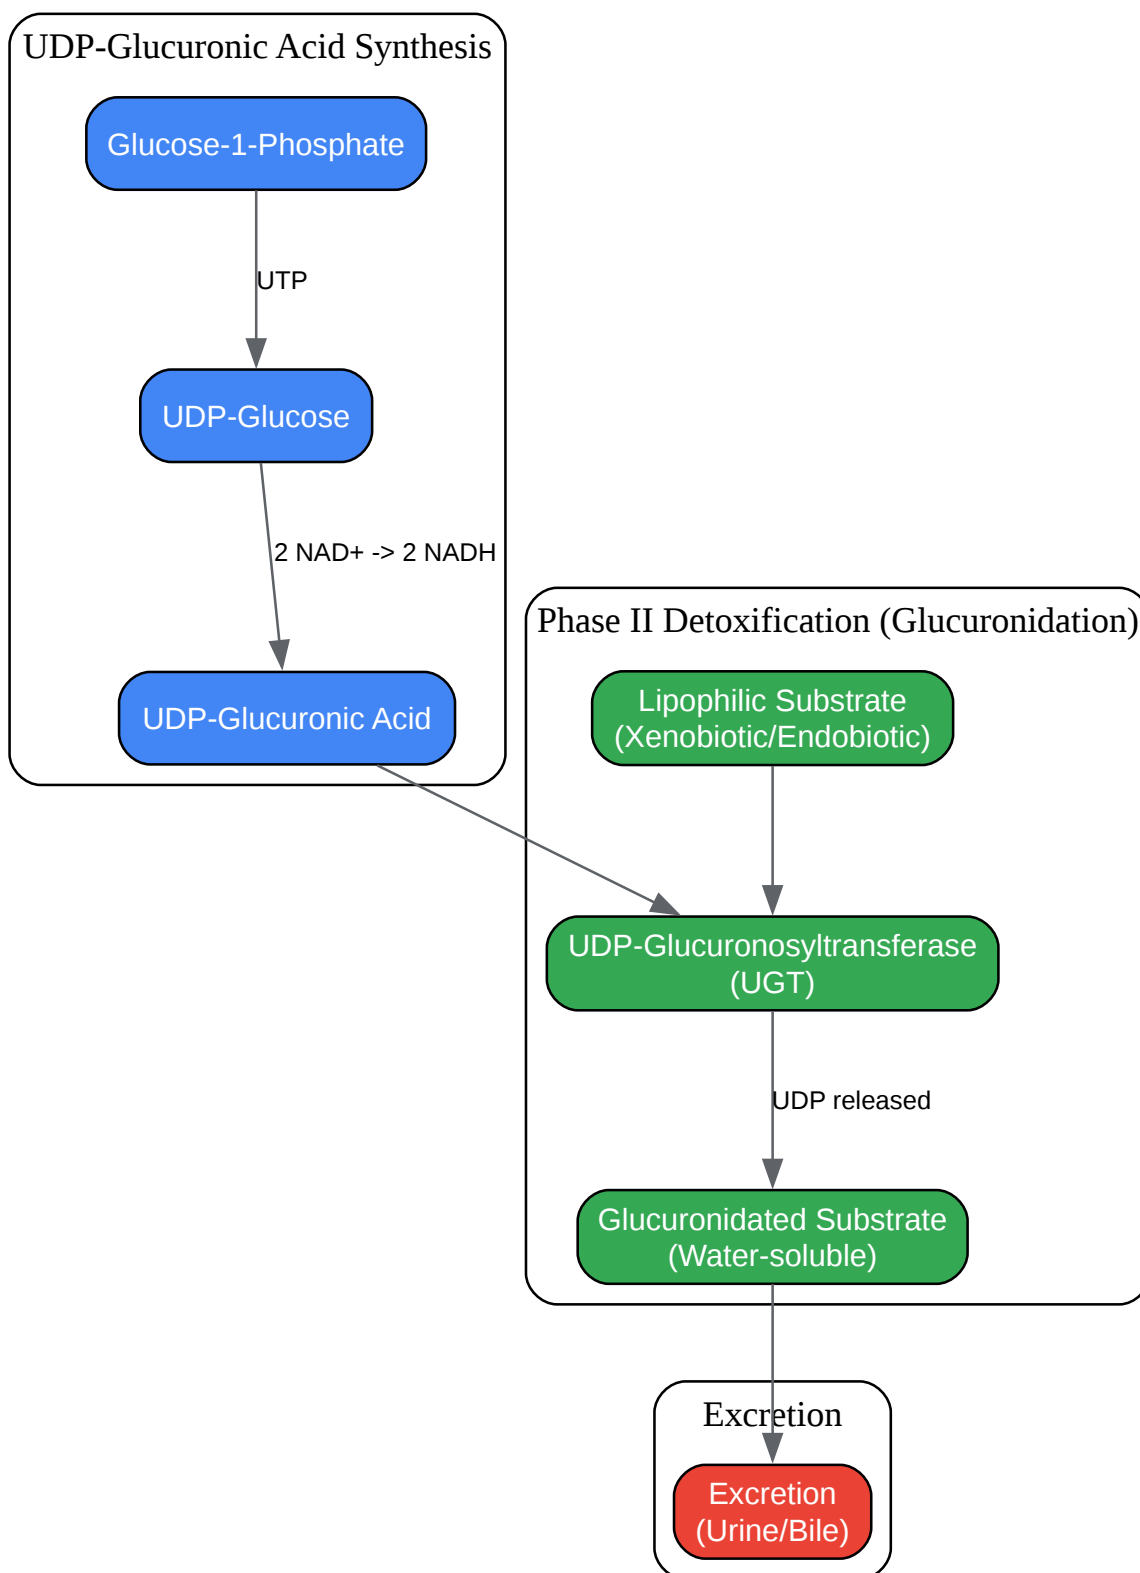 UDP-Glucuronic Acid Synthesis
Glucose-1-Phosphate
UTP
UDP-Glucose
2 NAD+ -> 2 NADH
UDP-Glucuronic Acid
Phase II Detoxification (Glucuronidation)
Lipophilic Substrate
(Xenobiotic/Endobiotic)
UDP-Glucuronosyltransferase
(UGT)
UDP released
Glucuronidated Substrate
(Water-soluble)
Excretion
Excretion
(Urine/Bile)